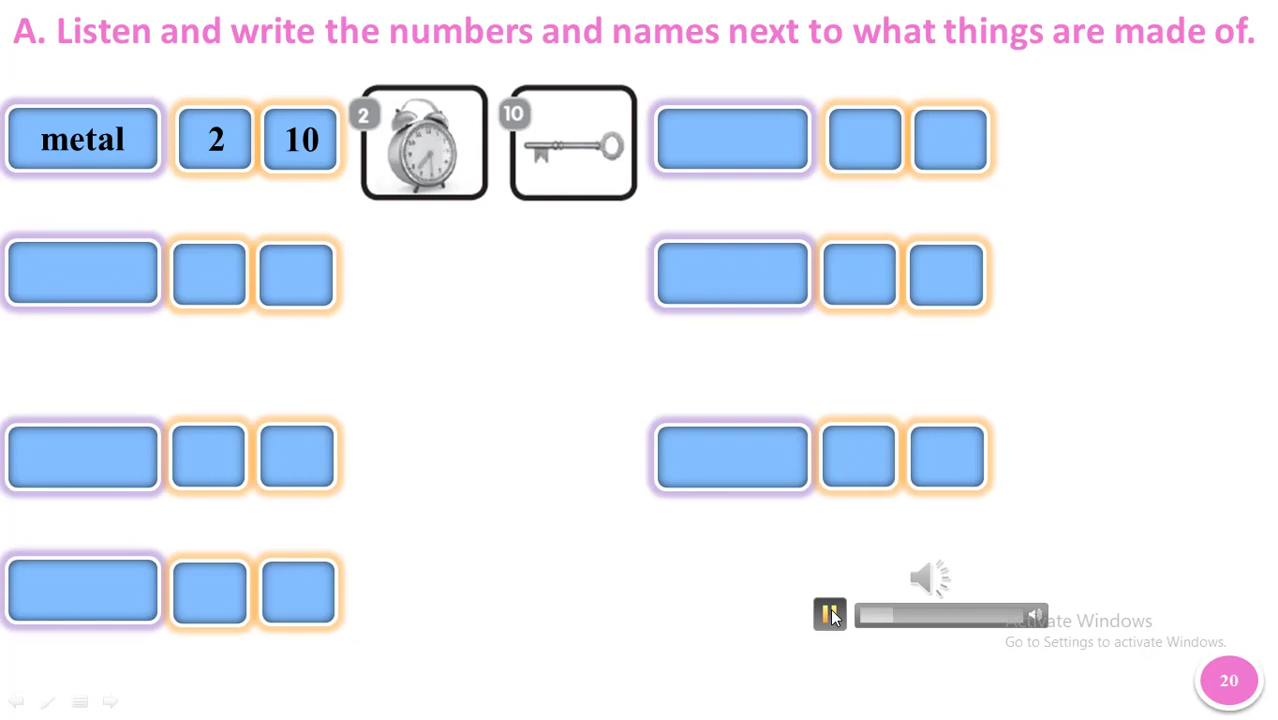 A. Listen and write the numbers and names next to what things are made of.
metal 2 10 2 10
Activate Windows
Go to Settings to activate Windows.
20